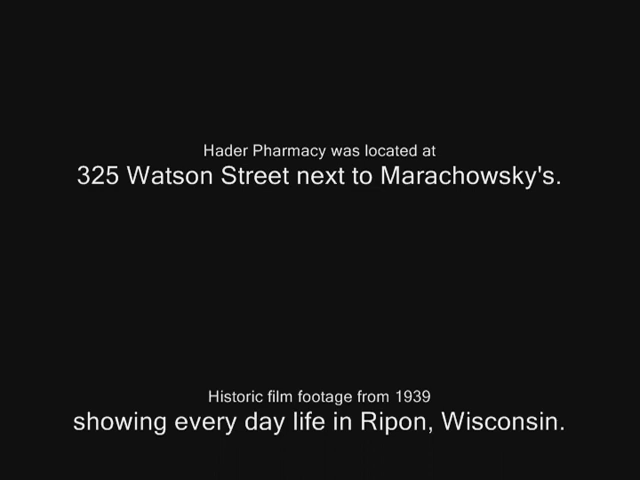 Hader Pharmacy was located at
325 Watson Street next to Marachowsky's.
Historic film footage from 1939
showing every day life in Ripon, Wisconsin.